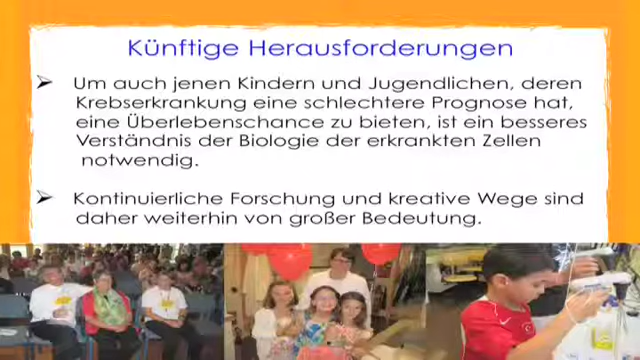 Künftige Herausforderungen
Um auch jenen Kindern und Jugendlichen, deren
Krebserkrankung eine schlechtere Prognose hat,
eine Überlebenschance zu bieten, ist ein besseres
Verständnis der Biologie der erkrankten Zellen
notwendig.
Kontinuierliche Forschung und kreative Wege sind
daher weiterhin von großer Bedeutung.